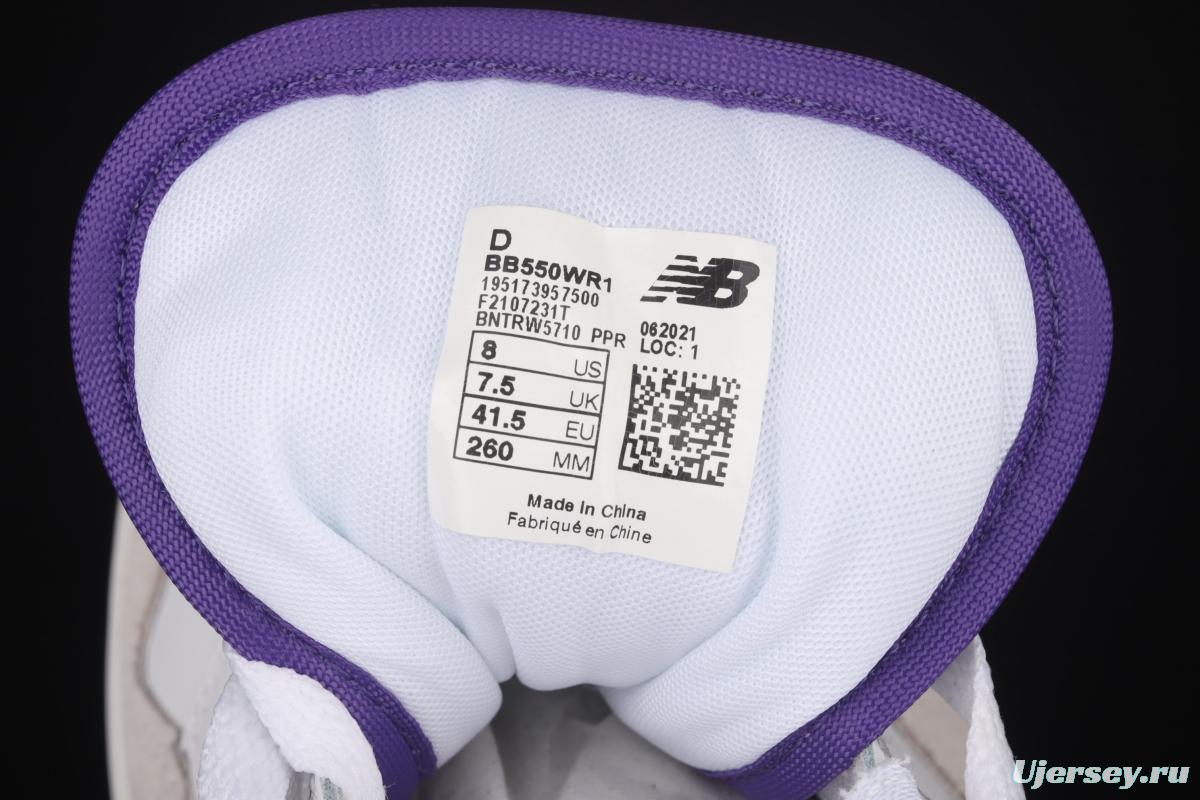 D
BB550WR1
195173957500
F2107231T
BNTRW5710 PPR
NB
062021
LOC: 1
8 US
7.5 UK
41.5 EU
260 MM
Made in China
Fabriqué en Chine
Ujersey.ru